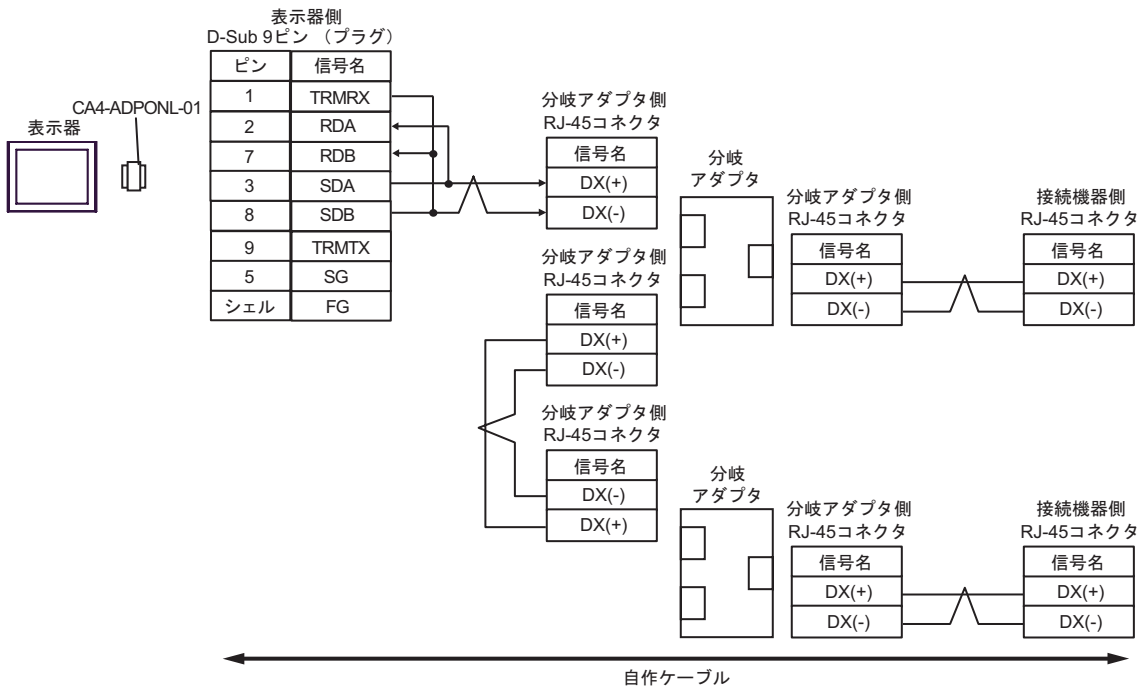 表示器側
D-Sub 9ピン （プラグ）
ピン 信号名
1 TRMRX
2 RDA
7 RDB
3 SDA
8 SDB
9 TRMTX
5 SG
シェル FG
CA4-ADPONL-01
表示器
分岐アダプタ側
RJ-45コネクタ
信号名
DX(+)
DX(-)
分岐アダプタ側
RJ-45コネクタ
信号名
DX(+)
DX(-)
分岐アダプタ側
RJ-45コネクタ
信号名
DX(-)
DX(+)
分岐
アダプタ
分岐アダプタ側
RJ-45コネクタ
信号名
DX(+)
DX(-)
接続機器側
RJ-45コネクタ
信号名
DX(+)
DX(-)
分岐
アダプタ
分岐アダプタ側
RJ-45コネクタ
信号名
DX(+)
DX(-)
接続機器側
RJ-45コネクタ
信号名
DX(+)
DX(-)
自作ケーブル